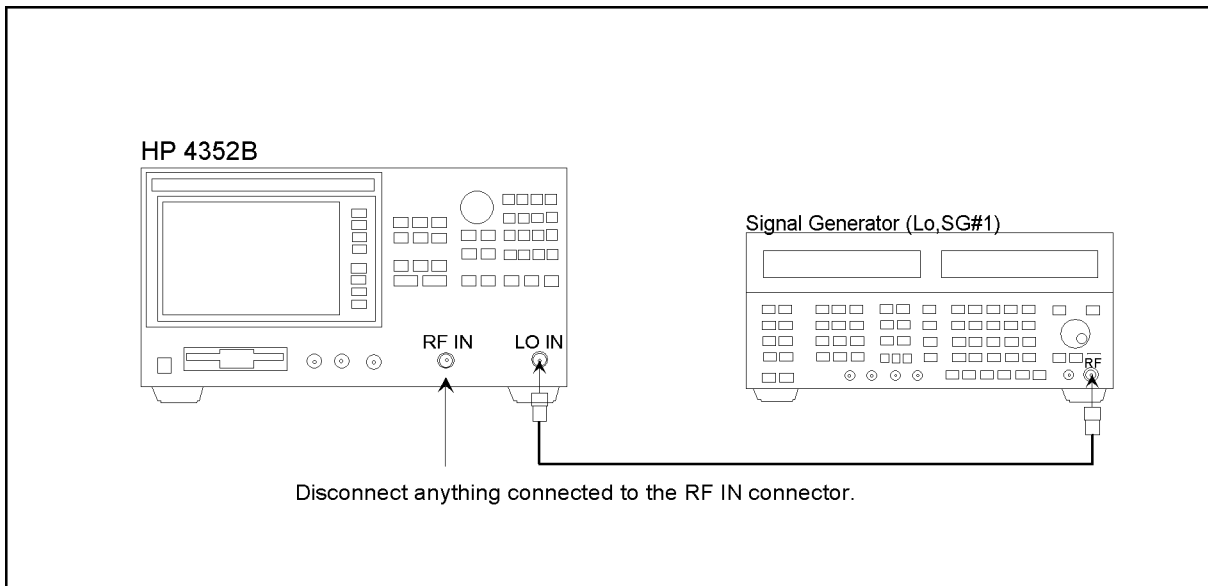 HP 4352B
Signal Generator (Lo,SG#1)
RF IN
LO IN
RF
Disconnect anything connected to the RF IN connector.